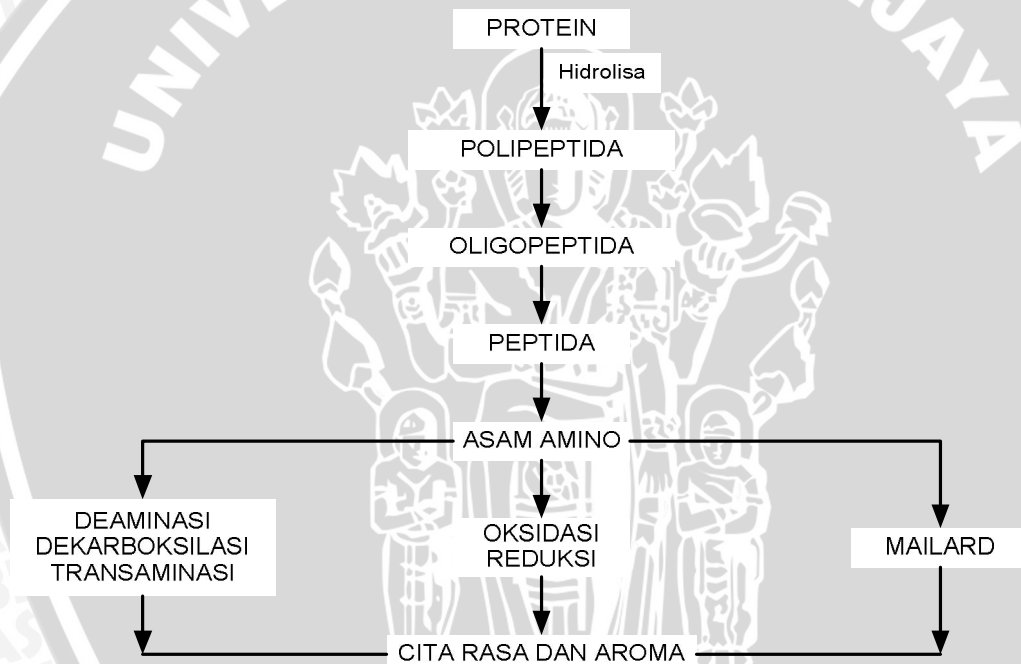 PROTEIN
Hidrolisa
POLIPEPTIDA
OLIGOPEPTIDA
PEPTIDA
ASAM AMINO
DEAMINASI
DEKARBOKSILASI
TRANSAMINASI
OKSIDASI
REDUKSI
MAILARD
CITA RASA DAN AROMA